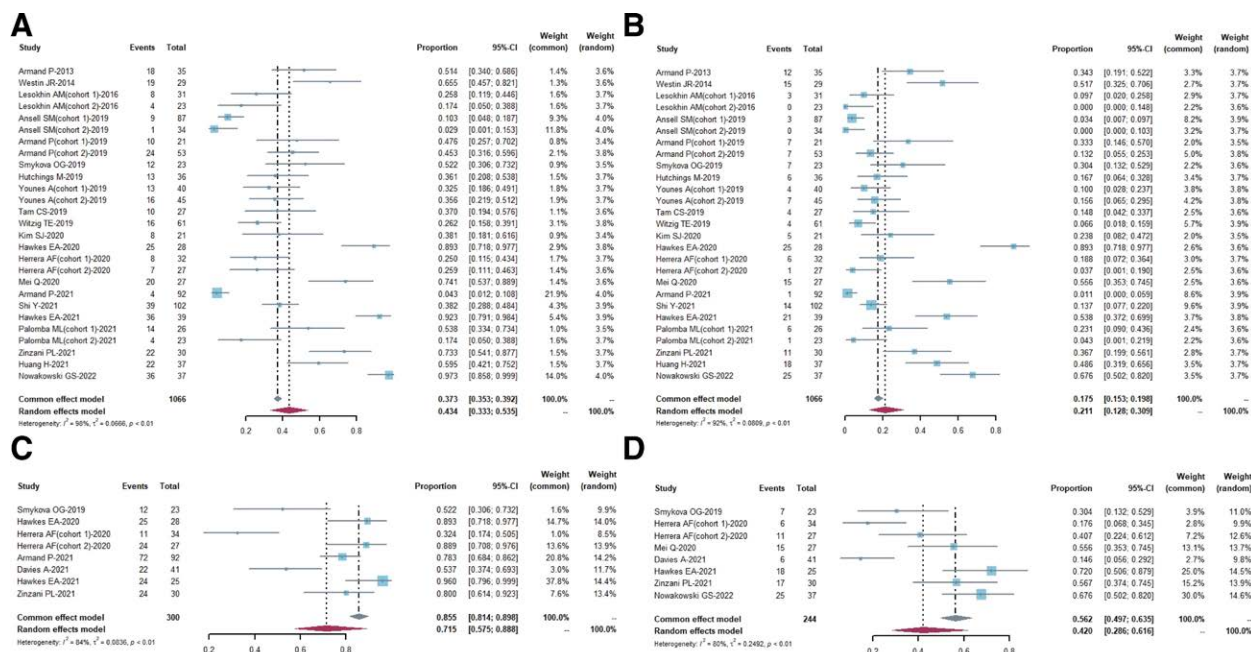 A
Study Events Total Proportion 95%-CI Weight (common) Weight (random)
Armand P-2013 18 35 0.514 [0.340; 0.686] 1.4% 3.6%
Westin JR-2014 19 29 0.655 [0.457; 0.821] 1.6% 3.6%
Lesokhin AM(cohort 1)-2016 8 31 0.258 [0.119; 0.446] 1.6% 3.6%
Lesokhin AM(cohort 2)-2016 4 23 0.174 [0.050; 0.388] 1.6% 3.6%
Ansell SM(cohort 1)-2019 9 87 0.103 [0.048; 0.187] 9.3% 3.9%
Ansell SM(cohort 2)-2019 1 34 0.029 [0.001; 0.153] 11.8% 4.0%
Armand P(cohort 1)-2019 10 21 0.476 [0.257; 0.702] 0.8% 3.4%
Armand P(cohort 2)-2019 24 53 0.453 [0.316; 0.596] 2.1% 3.7%
Smykova OG-2019 12 23 0.522 [0.306; 0.732] 0.9% 3.5%
Hutchings M-2019 13 36 0.361 [0.208; 0.538] 1.6% 3.6%
Younes A(cohort 1)-2019 13 40 0.325 [0.186; 0.491] 1.8% 3.7%
Younes A(cohort 2)-2019 16 45 0.356 [0.219; 0.512] 2.0% 3.7%
Tam CS-2019 10 27 0.370 [0.194; 0.576] 1.2% 3.5%
Witzig TE-2019 16 61 0.262 [0.158; 0.391] 3.1% 3.8%
Kim SJ-2020 8 21 0.381 [0.181; 0.616] 0.9% 3.4%
Hawkes EA-2020 25 28 0.893 [0.718; 0.977] 2.9% 3.8%
Herrera AF(cohort 1)-2020 8 32 0.250 [0.115; 0.434] 1.7% 3.7%
Herrera AF(cohort 2)-2020 7 27 0.259 [0.111; 0.463] 1.4% 3.6%
Mei Q-2020 20 27 0.741 [0.537; 0.889] 1.4% 3.6%
Armand P-2021 4 92 0.043 [0.012; 0.108] 21.9% 4.0%
Shi Y-2021 39 102 0.382 [0.288; 0.484] 4.3% 3.9%
Hawkes EA-2021 36 39 0.923 [0.791; 0.984] 5.4% 3.9%
Palomba ML(cohort 1)-2021 14 26 0.538 [0.334; 0.734] 1.0% 3.5%
Palomba ML(cohort 2)-2021 4 23 0.174 [0.050; 0.388] 1.6% 3.6%
Zinzani PL-2021 22 30 0.733 [0.541; 0.877] 1.5% 3.6%
Huang H-2021 22 37 0.595 [0.421; 0.752] 1.5% 3.6%
Nowakowski GS-2022 36 37 0.973 [0.858; 0.999] 14.0% 4.0%
Common effect model 1066 0.373 [0.353; 0.392] 100.0% --
Random effects model 0.434 [0.333; 0.535] -- 100.0%
Heterogeneity: I² = 98%, τ² = 0.0666, p < 0.01
0.2 0.4 0.6 0.8
B
Study Events Total Proportion 95%-CI Weight (common) Weight (random)
Armand P-2013 12 35 0.343 [0.191; 0.522] 3.3% 3.7%
Westin JR-2014 15 29 0.517 [0.325; 0.706] 2.7% 3.7%
Lesokhin AM(cohort 1)-2016 3 31 0.097 [0.020; 0.258] 2.9% 3.7%
Lesokhin AM(cohort 2)-2016 0 23 0.000 [0.000; 0.148] 2.2% 3.6%
Ansell SM(cohort 1)-2019 3 87 0.034 [0.007; 0.097] 8.2% 3.9%
Ansell SM(cohort 2)-2019 0 34 0.000 [0.000; 0.103] 3.2% 3.7%
Armand P(cohort 1)-2019 7 21 0.333 [0.146; 0.570] 2.0% 3.5%
Armand P(cohort 2)-2019 7 53 0.132 [0.055; 0.253] 5.0% 3.8%
Smykova OG-2019 7 23 0.304 [0.132; 0.529] 2.2% 3.6%
Hutchings M-2019 6 36 0.167 [0.064; 0.328] 3.4% 3.7%
Younes A(cohort 1)-2019 4 40 0.100 [0.028; 0.237] 3.8% 3.8%
Younes A(cohort 2)-2019 7 45 0.156 [0.065; 0.295] 4.2% 3.8%
Tam CS-2019 4 27 0.148 [0.042; 0.337] 2.6% 3.6%
Witzig TE-2019 4 61 0.066 [0.018; 0.159] 5.7% 3.9%
Kim SJ-2020 5 21 0.238 [0.082; 0.472] 2.0% 3.5%
Hawkes EA-2020 25 28 0.893 [0.718; 0.977] 2.6% 3.7%
Herrera AF(cohort 1)-2020 6 32 0.188 [0.072; 0.364] 3.0% 3.7%
Herrera AF(cohort 2)-2020 1 27 0.037 [0.001; 0.190] 2.6% 3.6%
Mei Q-2020 15 27 0.556 [0.353; 0.745] 2.6% 3.6%
Armand P-2021 1 92 0.011 [0.000; 0.059] 8.6% 3.9%
Shi Y-2021 14 102 0.137 [0.077; 0.220] 9.6% 4.0%
Hawkes EA-2021 21 39 0.538 [0.372; 0.699] 3.7% 3.8%
Palomba ML(cohort 1)-2021 6 26 0.231 [0.090; 0.436] 2.5% 3.6%
Palomba ML(cohort 2)-2021 1 23 0.043 [0.001; 0.219] 2.2% 3.6%
Zinzani PL-2021 11 30 0.367 [0.199; 0.561] 2.8% 3.7%
Huang H-2021 18 37 0.486 [0.319; 0.656] 3.5% 3.7%
Nowakowski GS-2022 25 37 0.676 [0.502; 0.820] 3.5% 3.7%
Common effect model 1066 0.175 [0.153; 0.198] 100.0% --
Random effects model 0.211 [0.128; 0.309] -- 100.0%
Heterogeneity: I² = 92%, τ² = 0.0809, p < 0.01
0 0.2 0.4 0.6 0.8
C
Study Events Total Proportion 95%-CI Weight (common) Weight (random)
Smykova OG-2019 12 23 0.522 [0.306; 0.732] 1.6% 9.9%
Hawkes EA-2020 25 28 0.893 [0.718; 0.977] 14.7% 14.0%
Herrera AF(cohort 1)-2020 11 34 0.324 [0.174; 0.505] 1.0% 8.5%
Herrera AF(cohort 2)-2020 24 27 0.889 [0.708; 0.976] 13.6% 13.9%
Armand P-2021 72 92 0.783 [0.684; 0.862] 20.8% 14.2%
Davies A-2021 22 41 0.537 [0.374; 0.693] 3.0% 11.7%
Hawkes EA-2021 24 25 0.960 [0.796; 0.999] 37.8% 14.4%
Zinzani PL-2021 24 30 0.800 [0.614; 0.923] 7.6% 13.4%
Common effect model 300 0.855 [0.814; 0.898] 100.0% --
Random effects model 0.715 [0.575; 0.888] -- 100.0%
Heterogeneity: I² = 84%, τ² = 0.0836, p < 0.01
0.2 0.4 0.6 0.8
D
Study Events Total Proportion 95%-CI Weight (common) Weight (random)
Smykova OG-2019 7 23 0.304 [0.132; 0.529] 3.9% 11.0%
Herrera AF(cohort 1)-2020 6 34 0.176 [0.068; 0.345] 2.8% 9.7%
Herrera AF(cohort 2)-2020 11 27 0.407 [0.224; 0.612] 7.2% 12.6%
Mei Q-2020 15 27 0.556 [0.353; 0.745] 13.1% 13.7%
Davies A-2021 6 41 0.146 [0.056; 0.292] 2.7% 9.8%
Hawkes EA-2021 18 25 0.720 [0.506; 0.879] 25.0% 14.5%
Zinzani PL-2021 17 30 0.567 [0.374; 0.745] 15.2% 13.9%
Nowakowski GS-2022 25 37 0.676 [0.502; 0.820] 30.0% 14.6%
Common effect model 244 0.562 [0.497; 0.635] 100.0% --
Random effects model 0.420 [0.286; 0.616] -- 100.0%
Heterogeneity: I² = 80%, τ² = 0.2492, p < 0.01
0.2 0.4 0.6 0.8